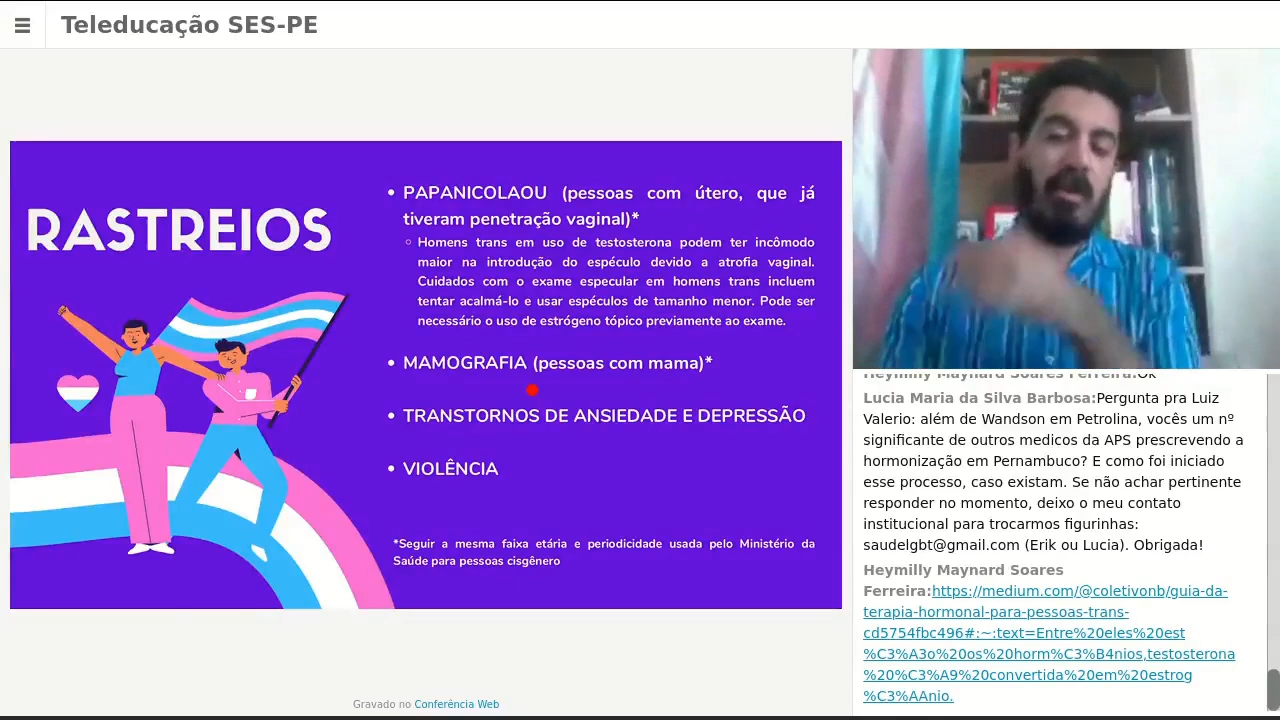 Teleducação SES-PE
RASTREIOS
• PAPANICOLAOU (pessoas com útero, que já
tiveram penetração vaginal)*
◦ Homens trans em uso de testosterona podem ter incômodo
maior na introdução do espéculo devido a atrofia vaginal.
Cuidados com o exame especular em homens trans incluem
tentar acalmá-lo e usar espéculos de tamanho menor. Pode ser
necessário o uso de estrógeno tópico previamente ao exame.
• MAMOGRAFIA (pessoas com mama)*
• TRANSTORNOS DE ANSIEDADE E DEPRESSÃO
• VIOLÊNCIA
*Seguir a mesma faixa etária e periodicidade usada pelo Ministério da
Saúde para pessoas cisgênero
Gravado no Conferência Web
Heymilly Maynard Soares Ferreira:Ok
Lucia Maria da Silva Barbosa:Pergunta pra Luiz
Valerio: além de Wandson em Petrolina, vocês um nº
significante de outros medicos da APS prescrevendo a
hormonização em Pernambuco? E como foi iniciado
esse processo, caso existam. Se não achar pertinente
responder no momento, deixo o meu contato
institucional para trocarmos figurinhas:
saudelgbt@gmail.com (Erik ou Lucia). Obrigada!
Heymilly Maynard Soares
Ferreira:https://medium.com/@coletivonb/guia-da-
terapia-hormonal-para-pessoas-trans-
cd5754fbc496#:~:text=Entre%20eles%20est
%C3%A3o%20os%20horm%C3%B4nios,testosterona
%20%C3%A9%20convertida%20em%20estrog
%C3%AAnio.